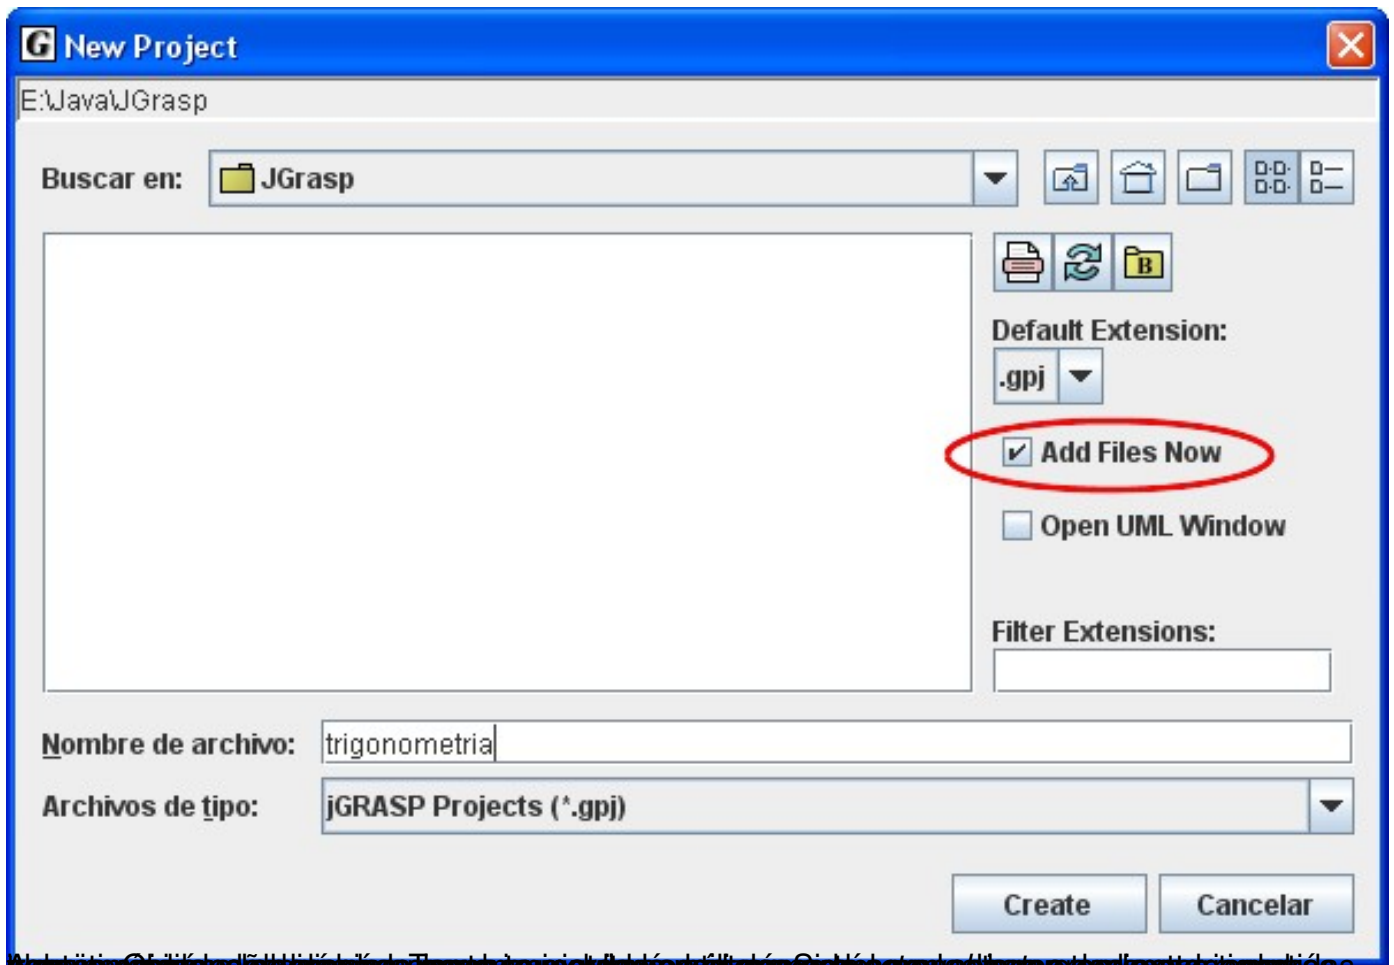 G New Project
E:\Java\JGrasp
Buscar en:
JGrasp
B
Default Extension:
.gpj
Add Files Now
Open UML Window
Filter Extensions:
Nombre de archivo:
trigonometria
Archivos de tipo:
jGRASP Projects (*.gpj)
Create
Cancelar